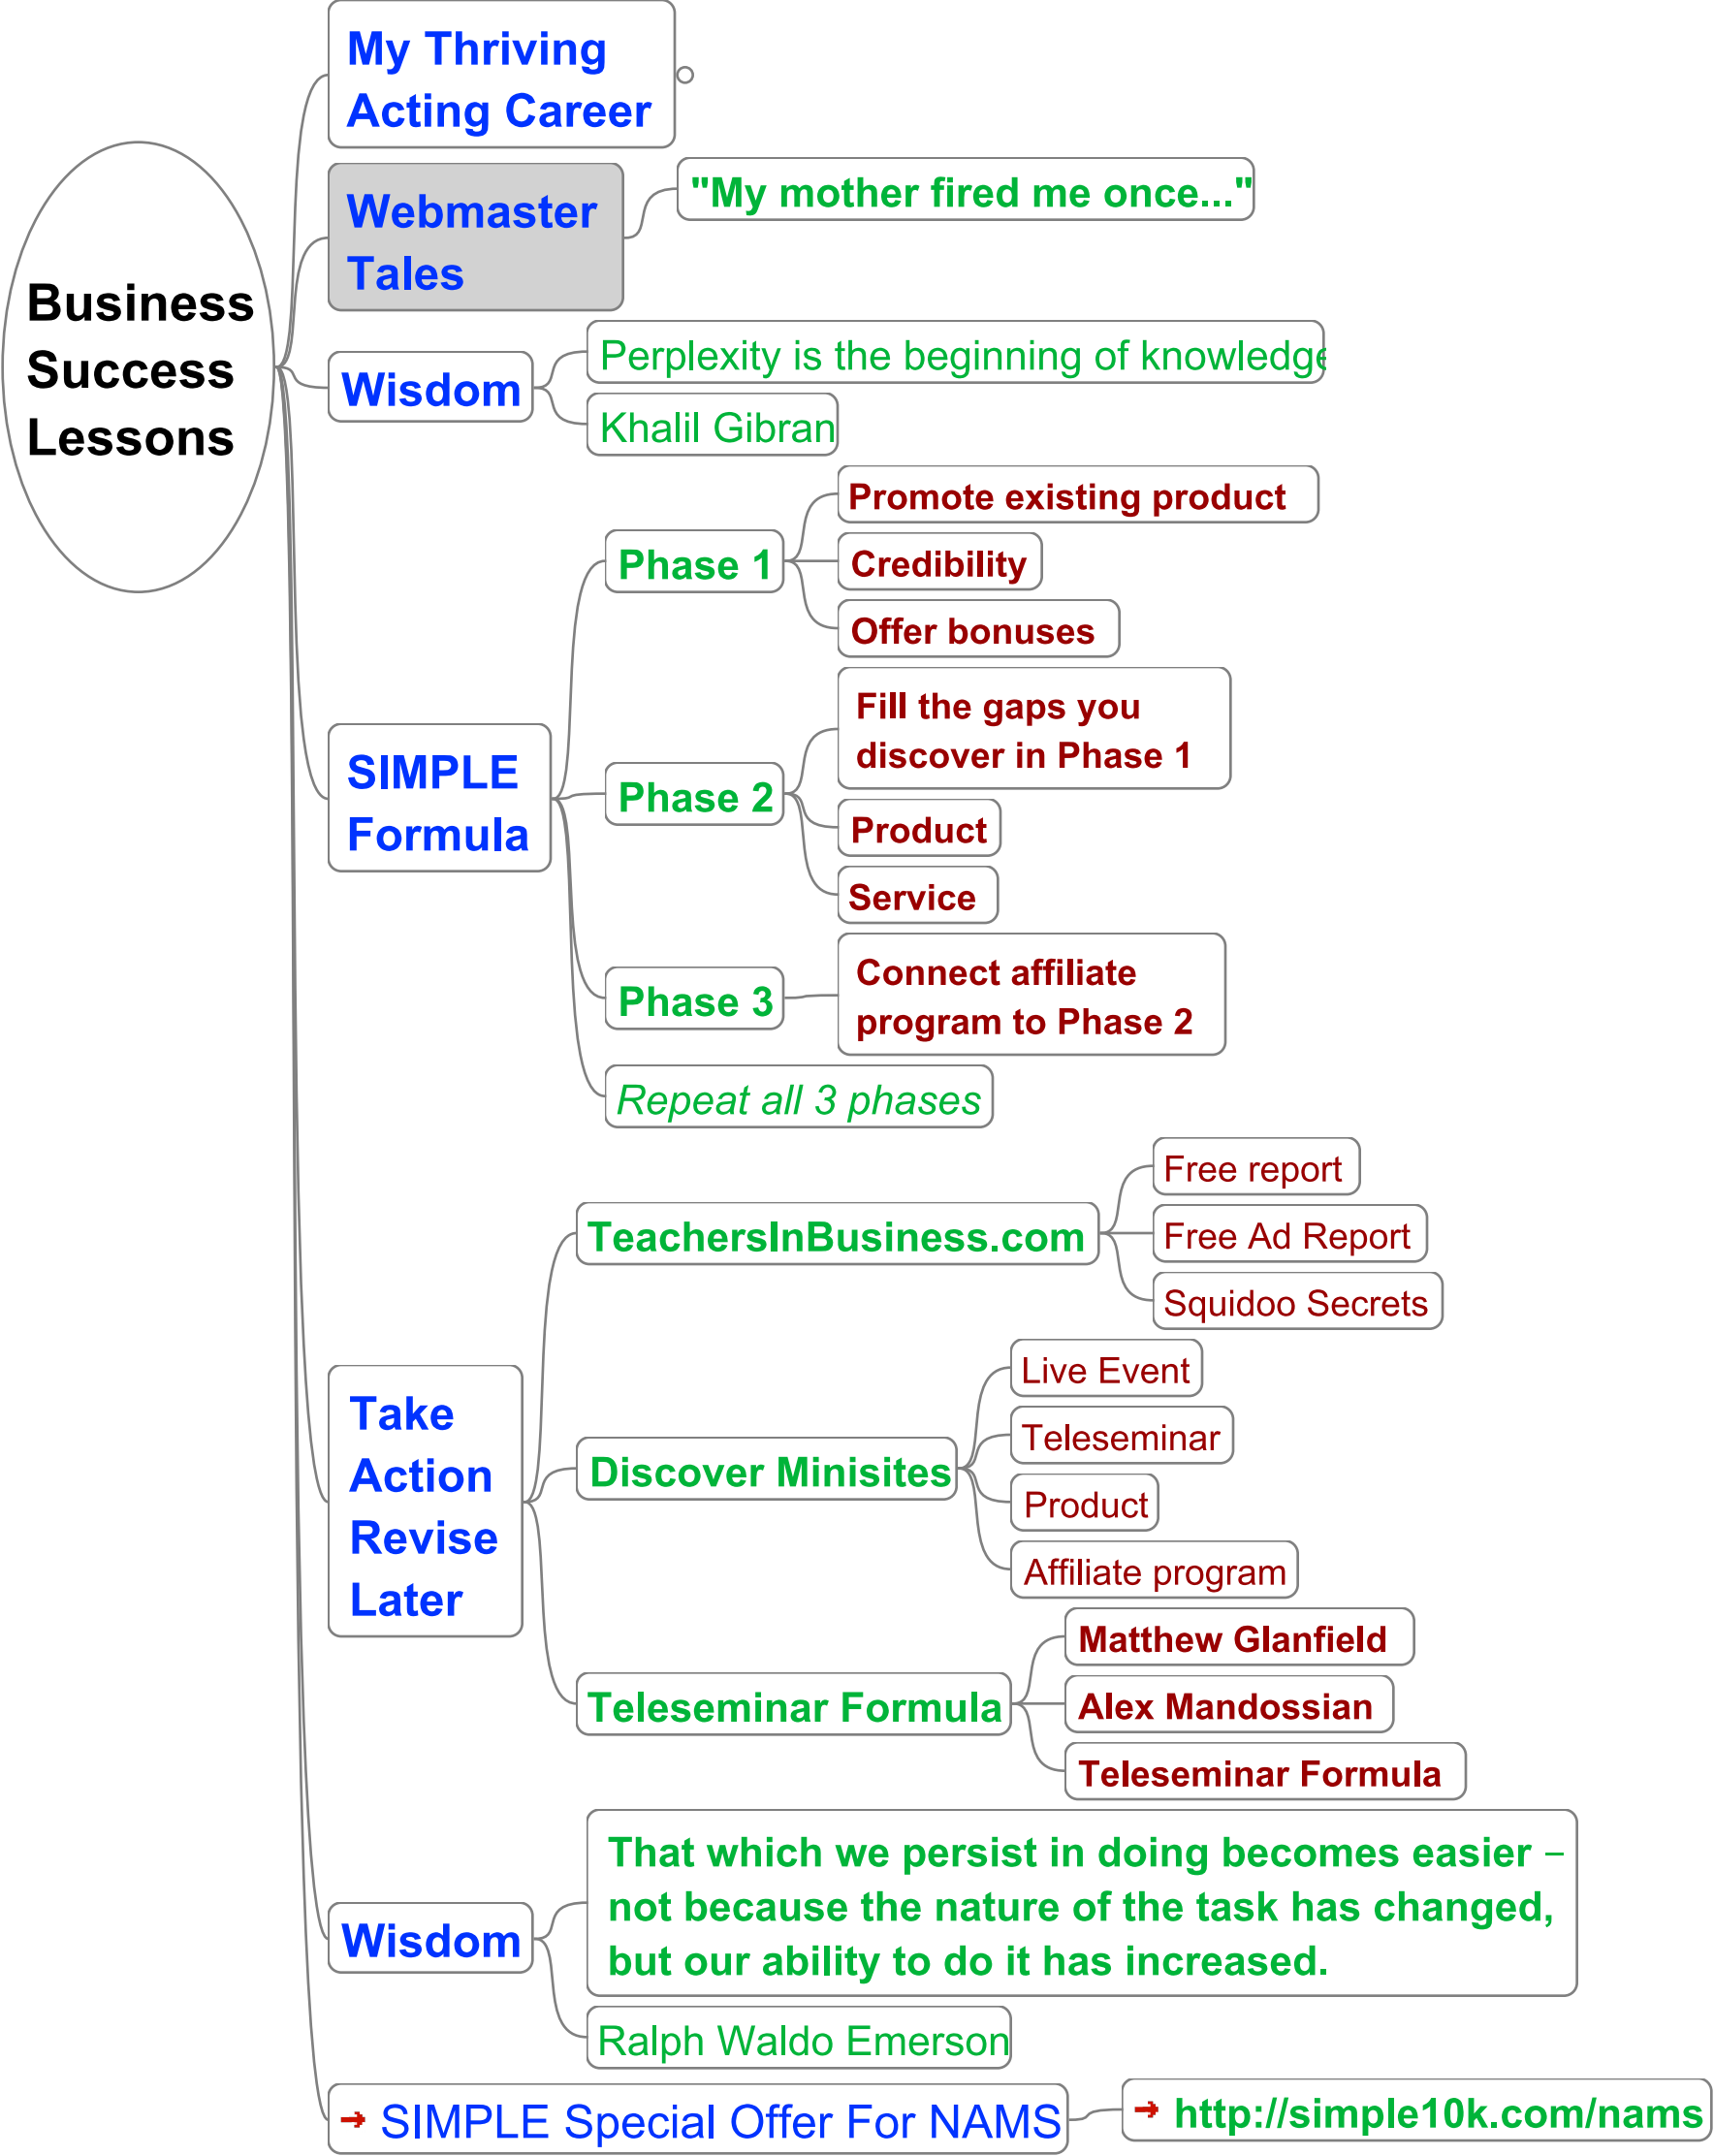 My Thriving
Acting Career
Webmaster
Tales
"My mother fired me once..."
Business
Success
Lessons
Wisdom
Perplexity is the beginning of knowledge
Khalil Gibran
SIMPLE
Formula
Phase 1
Promote existing product
Credibility
Offer bonuses
Phase 2
Fill the gaps you
discover in Phase 1
Product
Service
Phase 3
Connect affiliate
program to Phase 2
Repeat all 3 phases
Take
Action
Revise
Later
TeachersInBusiness.com
Free report
Free Ad Report
Squidoo Secrets
Discover Minisites
Live Event
Teleseminar
Product
Affiliate program
Teleseminar Formula
Matthew Glanfield
Alex Mandossian
Teleseminar Formula
Wisdom
That which we persist in doing becomes easier –
not because the nature of the task has changed,
but our ability to do it has increased.
Ralph Waldo Emerson
SIMPLE Special Offer For NAMS
http://simple10k.com/nams